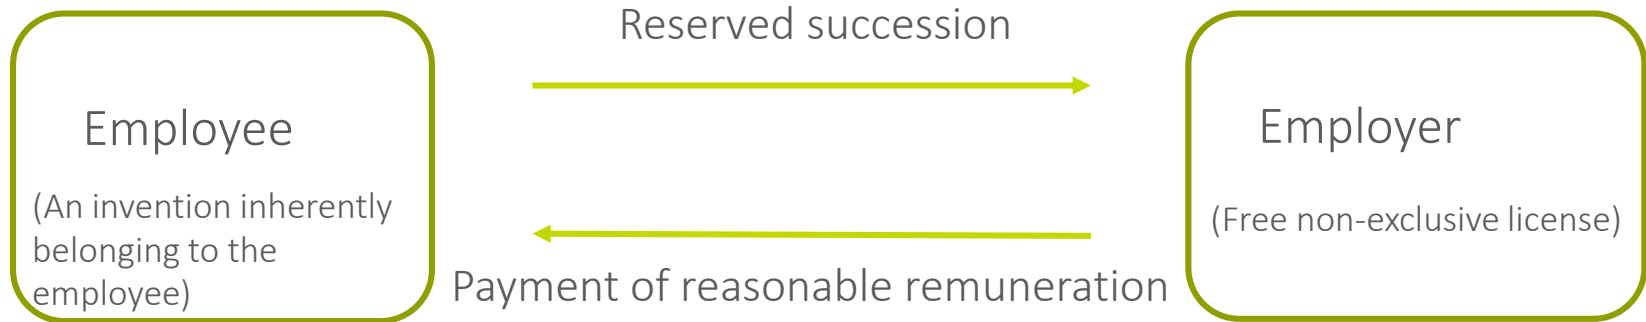 Reserved succession
Employee
(An invention inherently
belonging to the
employee)
Employer
(Free non-exclusive license)
Payment of reasonable remuneration